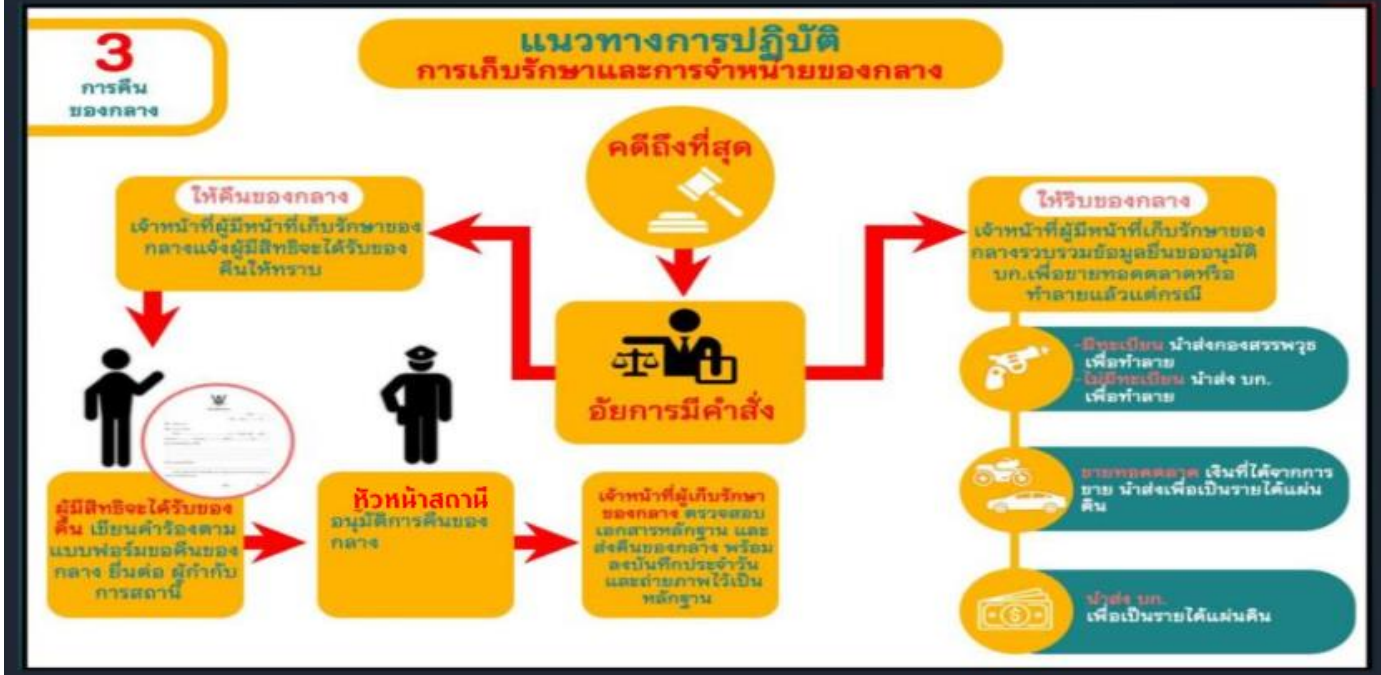 3
การคืน
ของกลาง
แนวทางการปฏิบัติ
การเก็บรักษาและการจำหน่ายของกลาง
คดีถึงที่สุด
อัยการมีคำสั่ง
ให้คืนของกลาง
เจ้าหน้าที่ผู้มีหน้าที่เก็บรักษาของ
กลางแจ้งผู้มีสิทธิจะได้รับของ
คืนให้ทราบ
ผู้มีสิทธิจะได้รับของ
คืน เขียนคำร้องตาม
แบบฟอร์มขอคืนของ
กลาง ยื่นต่อ ผู้กำกับ
การสถานี
หัวหน้าสถานี
อนุมัติการคืนของ
กลาง
เจ้าหน้าที่ผู้เก็บรักษา
ของกลาง ตรวจสอบ
เอกสารหลักฐาน และ
ส่งคืนของกลาง พร้อม
ลงบันทึกประจำวัน
และถ่ายภาพไว้เป็น
หลักฐาน
ให้ริบของกลาง
เจ้าหน้าที่ผู้มีหน้าที่เก็บรักษาของ
กลางรวบรวมข้อมูลยื่นขออนุมัติ
บก.เพื่อขายทอดตลาดหรือ
ทำลายแล้วแต่กรณี
-มีทะเบียน นำส่งกองสรรพวุธ
เพื่อทำลาย
-ไม่มีทะเบียน นำส่ง บก.
เพื่อทำลาย
ขายทอดตลาด เงินที่ได้จากการ
ขาย นำส่งเพื่อเป็นรายได้แผ่น
ดิน
นำส่ง บก.
เพื่อเป็นรายได้แผ่นดิน